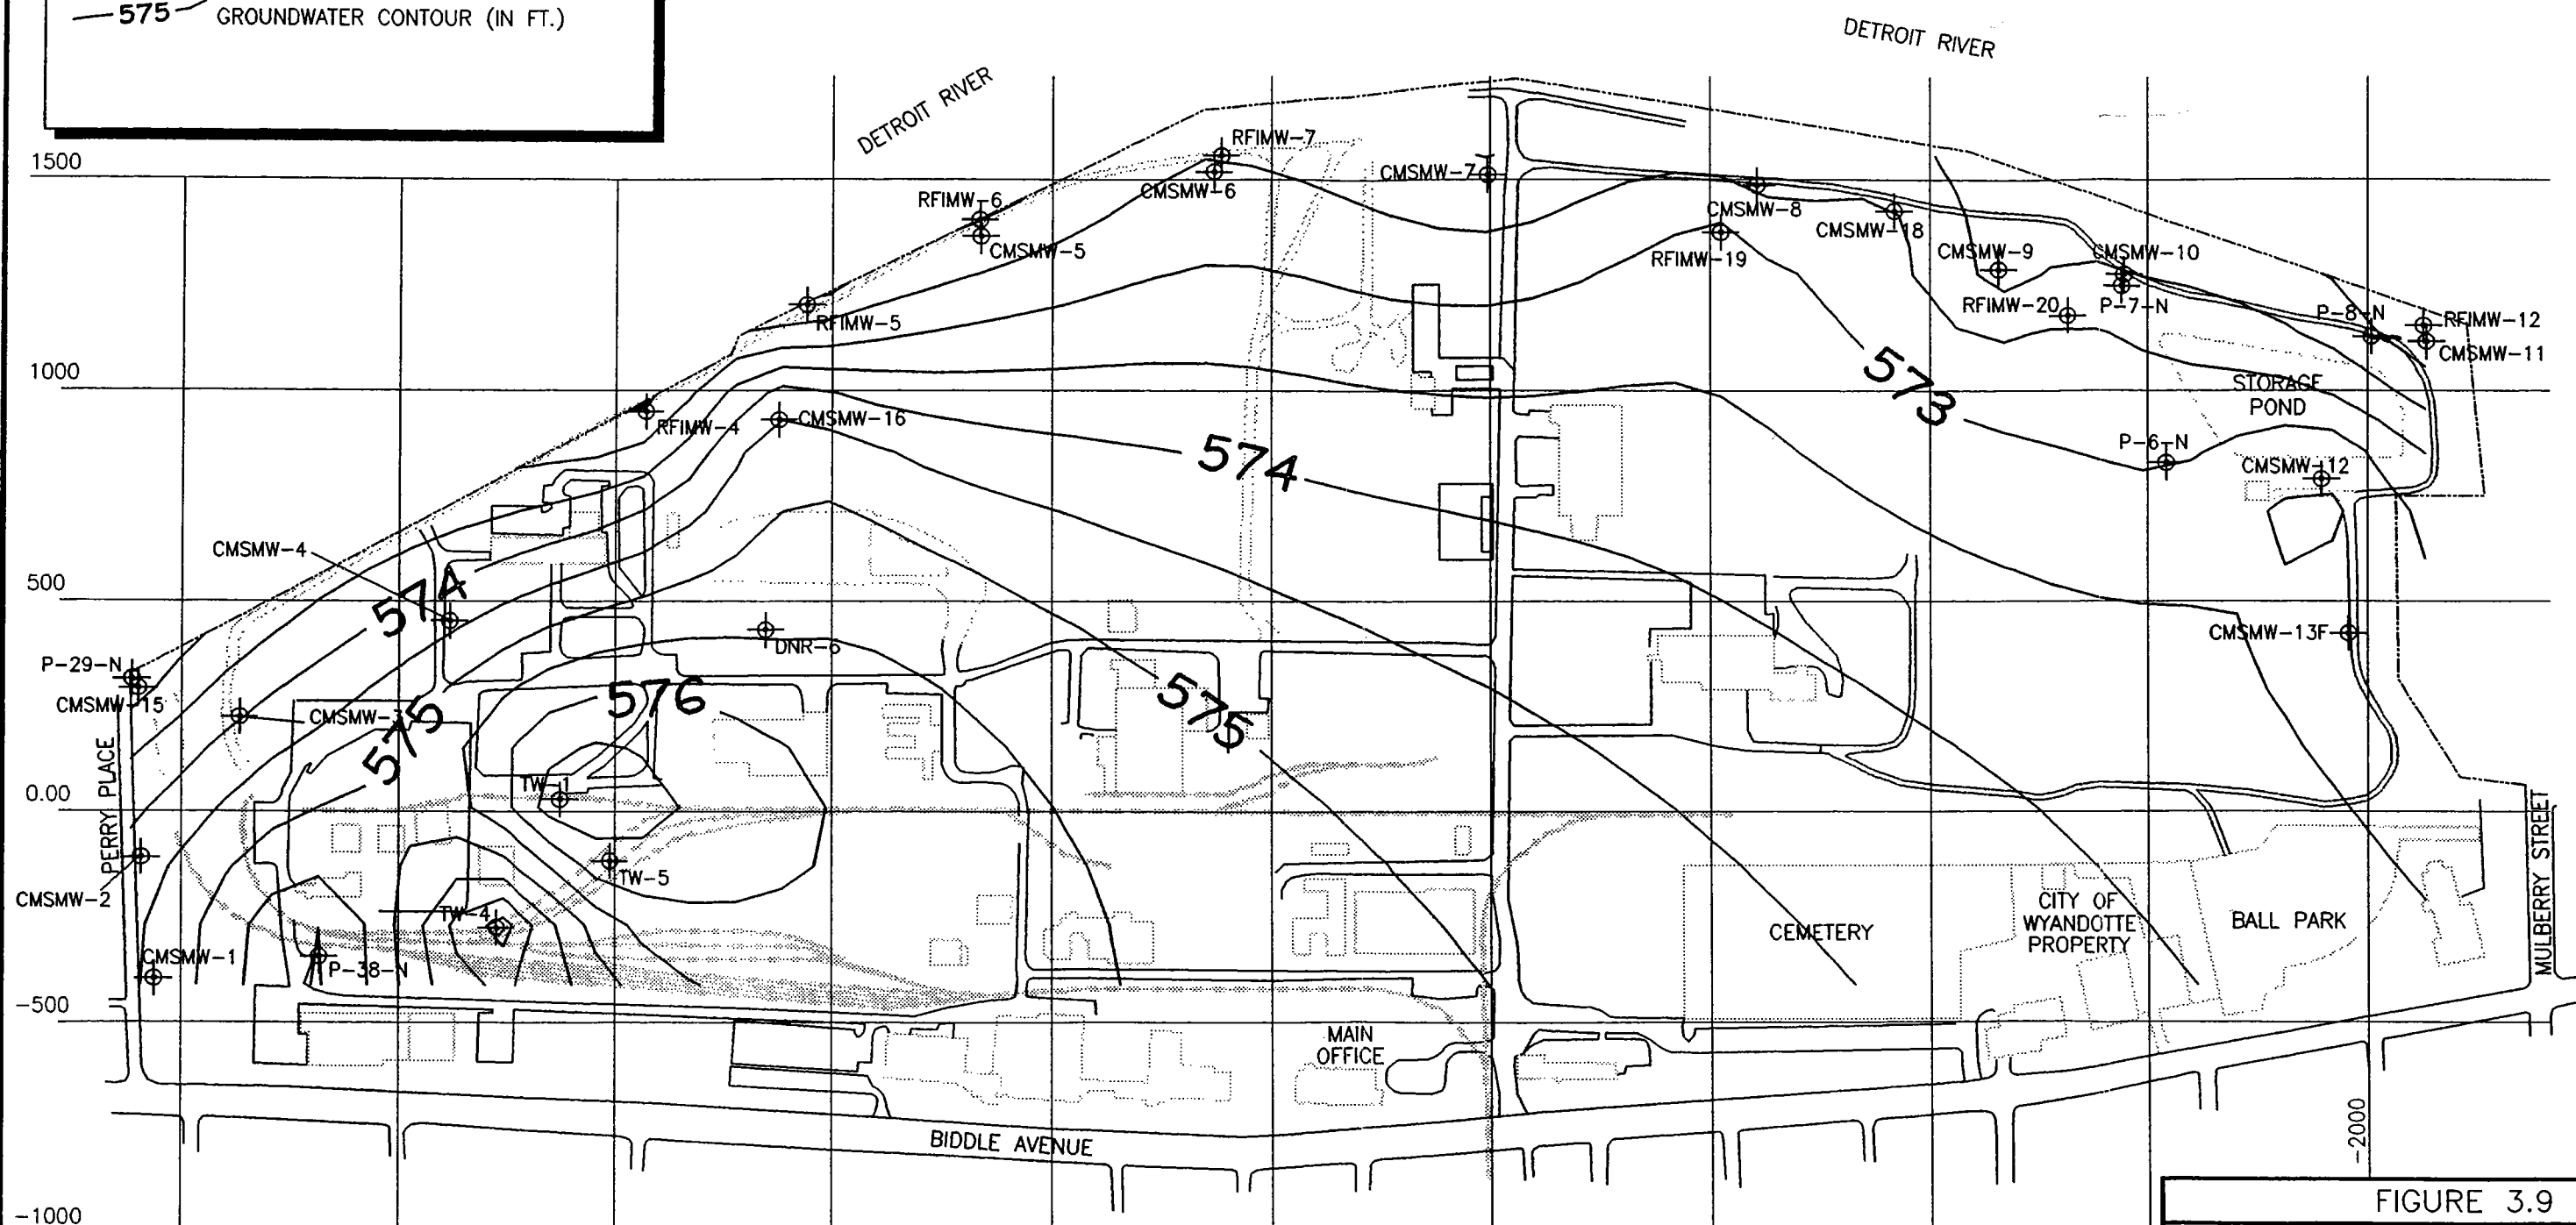 575 GROUNDWATER CONTOUR (IN FT.)
DETROIT RIVER
DETROIT RIVER
1500
RFIMW-7
CMSMW-6
CMSMW-7
RFIMW-6
CMSMW-5
CMSMW-8
CMSMW-18
RFIMW-19
CMSMW-9
CMSMW-10
RFIMW-20
P-7-N
P-8-N
RFIMW-12
CMSMW-11
RFIMW-5
1000
RFIMW-4
CMSMW-16
573
STORAGE
POND
574
P-6-N
CMSMW-12
CMSMW-4
500
574
DNR-6
CMSMW-13F
P-29-N
CMSMW-15
CMSMW-3
575
576
575
PERRY PLACE
0.00
TW-1
TW-5
CMSMW-2
TW-4
CMSMW-1
P-38-N
CEMETERY
CITY OF
WYANDOTTE
PROPERTY
BALL PARK
MULBERRY STREET
-500
MAIN
OFFICE
BIDDLE AVENUE
-2000
-1000
FIGURE 3.9